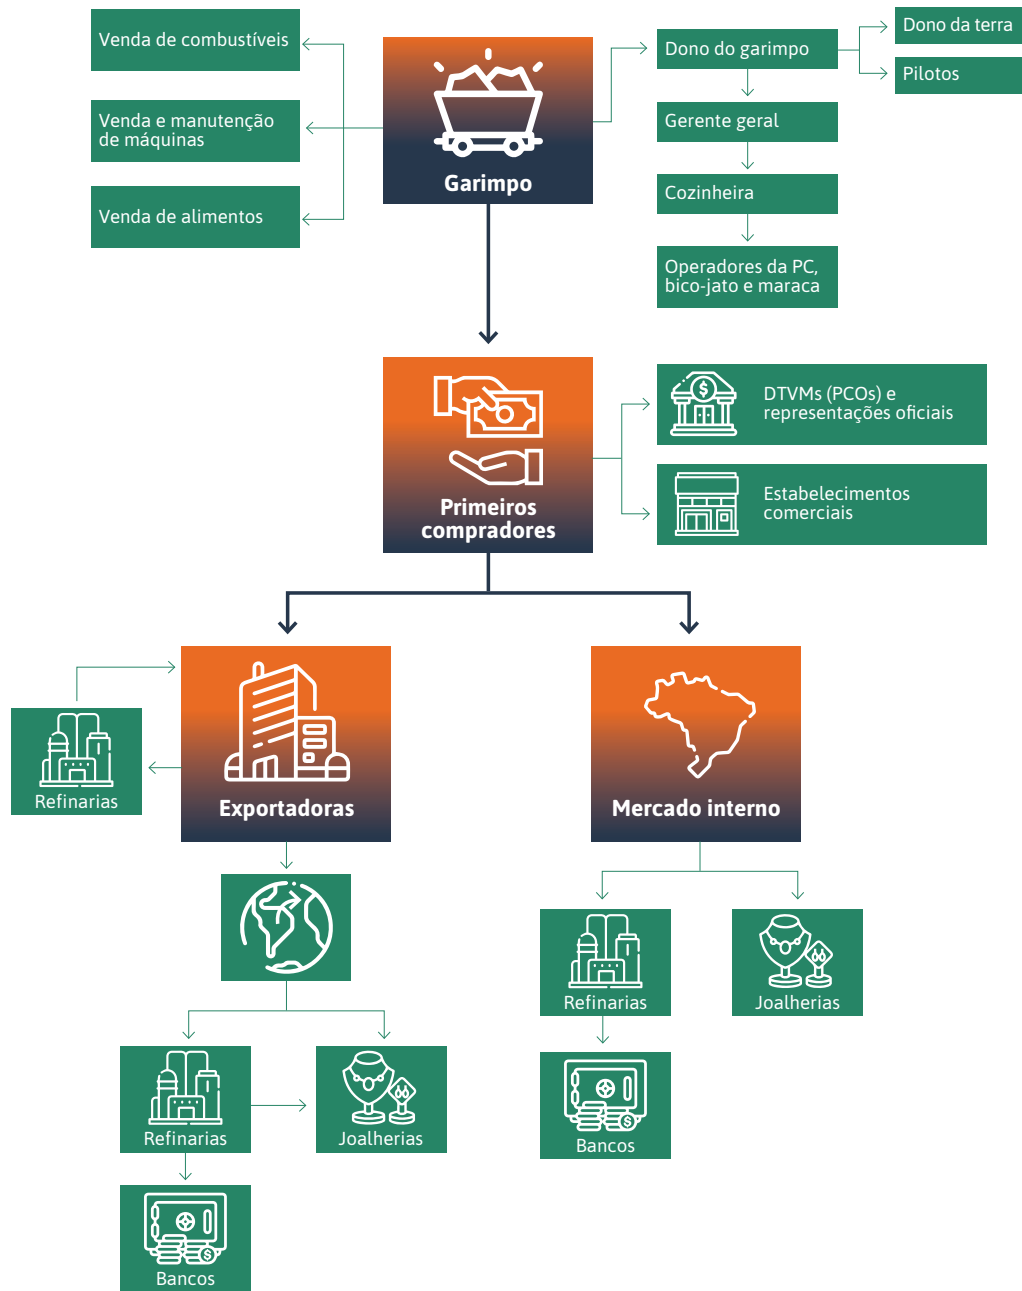 Venda de combustíveis
Venda e manutenção
de máquinas
Venda de alimentos
Garimpo
Dono do garimpo
Dono da terra
Pilotos
Gerente geral
Cozinheira
Operadores da PC,
bico-jato e maraca
Primeiros
compradores
DTVMs (PCOs) e
representações oficiais
Estabelecimentos
comerciais
Refinarias
Exportadoras
Mercado interno
Refinarias
Joalherias
Bancos
Refinarias
Joalherias
Bancos